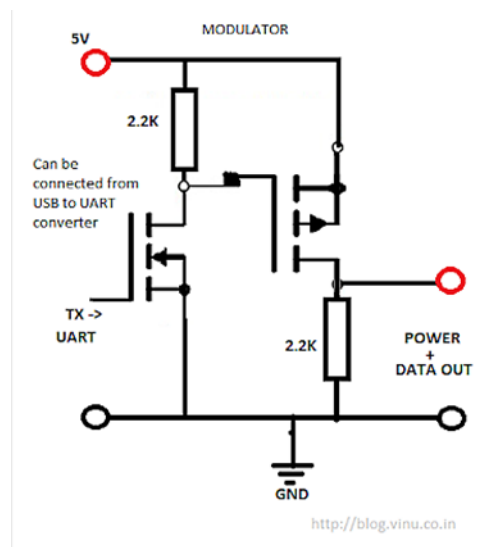 MODULATOR
5V
2.2K
Can be
connected from
USB to UART
converter
TX ->
UART
2.2K
POWER
+
DATA OUT
GND
http://blog.vinu.co.in